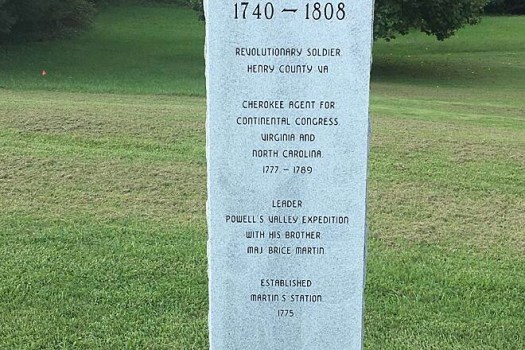 1740 — 1808
REVOLUTIONARY SOLDIER
HENRY COUNTY VA
CHEROKEE AGENT FOR
CONTINENTAL CONGRESS.
VIRGINIA AND
NORTH CAROLINA.
1777 — 1789
LEADER
POWELL'S VALLEY EXPEDITION
WITH HIS BROTHER.
MAJ. BRICE MARTIN.
ESTABLISHED
MARTIN'S STATION
1775